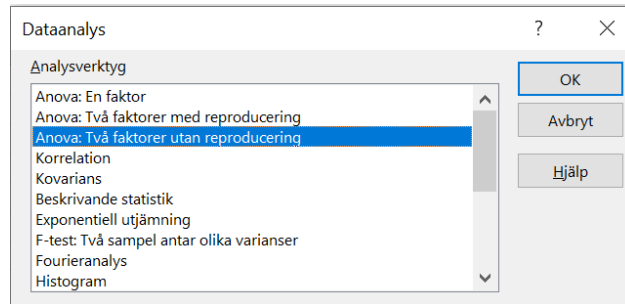 Dataanalys
?
Analysverktyg
Anova: En faktor
Anova: Två faktorer med reproducering
Anova: Två faktorer utan reproducering
Korrelation
Kovarians
Beskrivande statistik
Exponentiell utjämning
F-test: Två sampel antar olika varianser
Fourieranalys
Histogram
OK
Avbryt
Hjälp